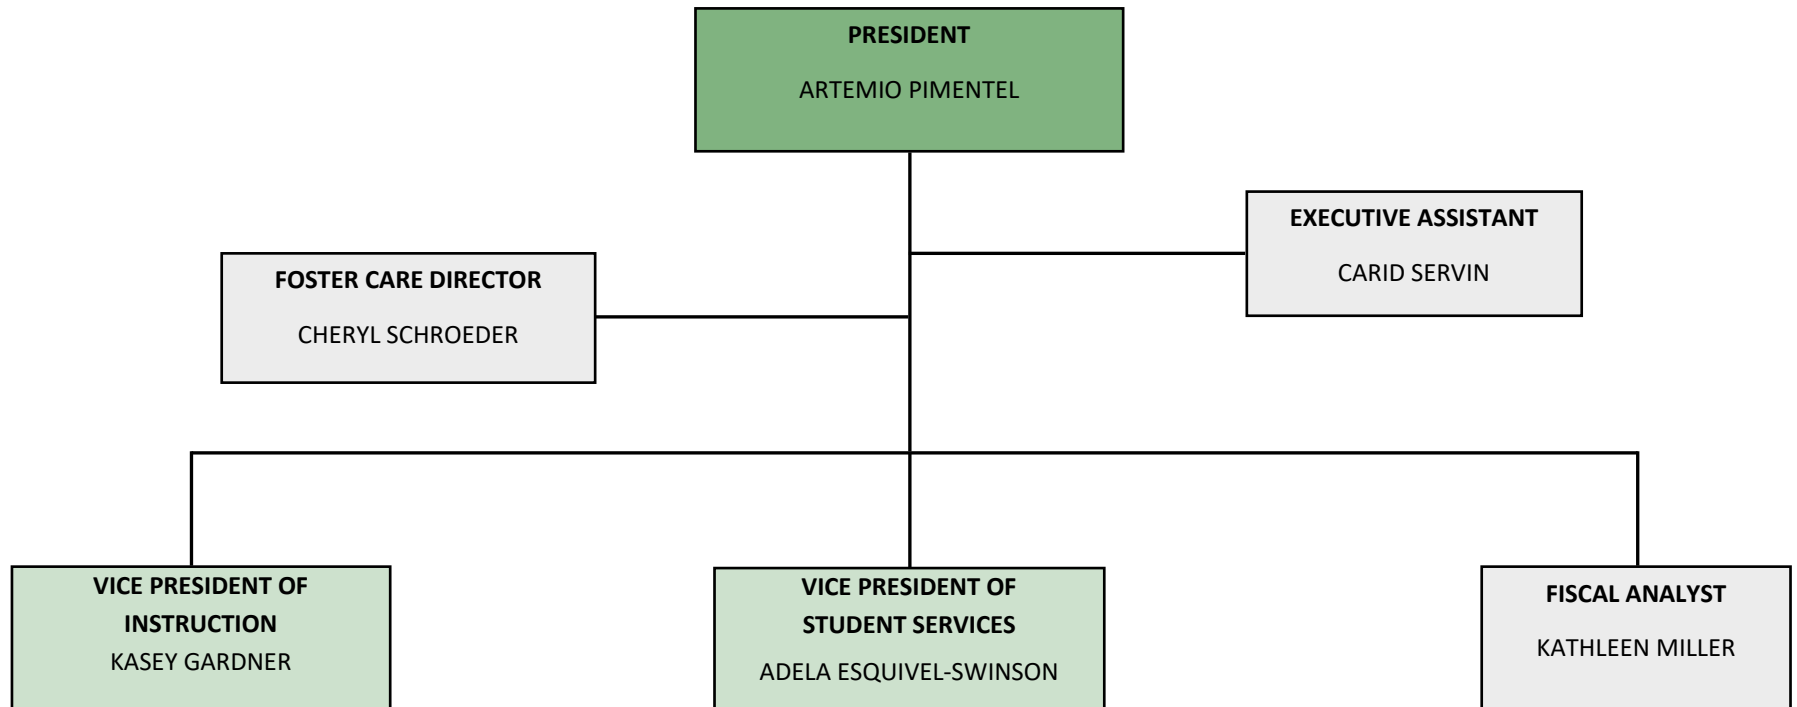 PRESIDENT
ARTEMIO PIMENTEL
EXECUTIVE ASSISTANT
CARID SERVIN
FOSTER CARE DIRECTOR
CHERYL SCHROEDER
VICE PRESIDENT OF
INSTRUCTION
KASEY GARDNER
VICE PRESIDENT OF
STUDENT SERVICES
ADELA ESQUIVEL-SWINSON
FISCAL ANALYST
KATHLEEN MILLER